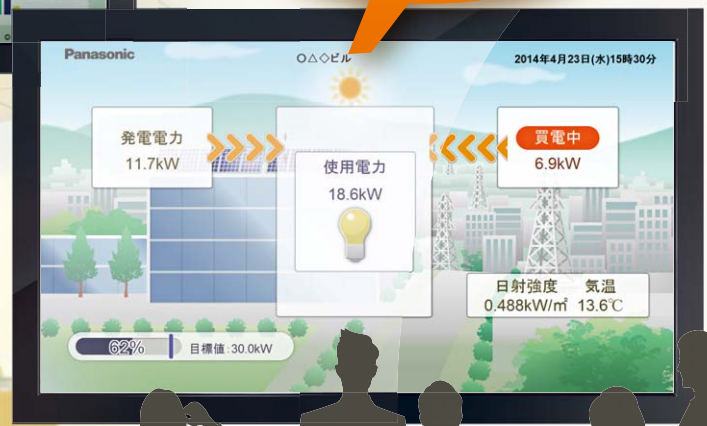 Panasonic
○△◇ビル
2014年4月23日(水)15時30分
発電電力
11.7kW
使用電力
18.6kW
買電中
6.9kW
日射強度 気温
0.488kW/㎡ 13.6℃
62% 目標値:30.0kW